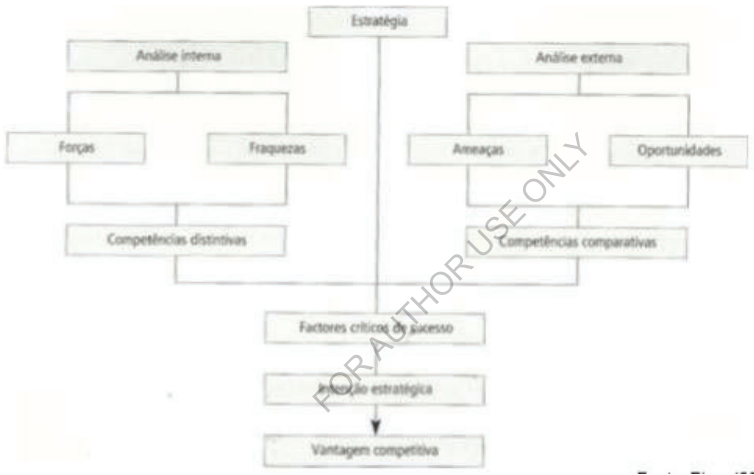 Estratégia
Análise interna
Análise externa
Forças
Fraquezas
Ameaças
Oportunidades
Competências distintivas
Competências comparativas
Factores críticos de sucesso
Intenção estratégica
Vantagem competitiva
FOR AUTHOR USE ONLY